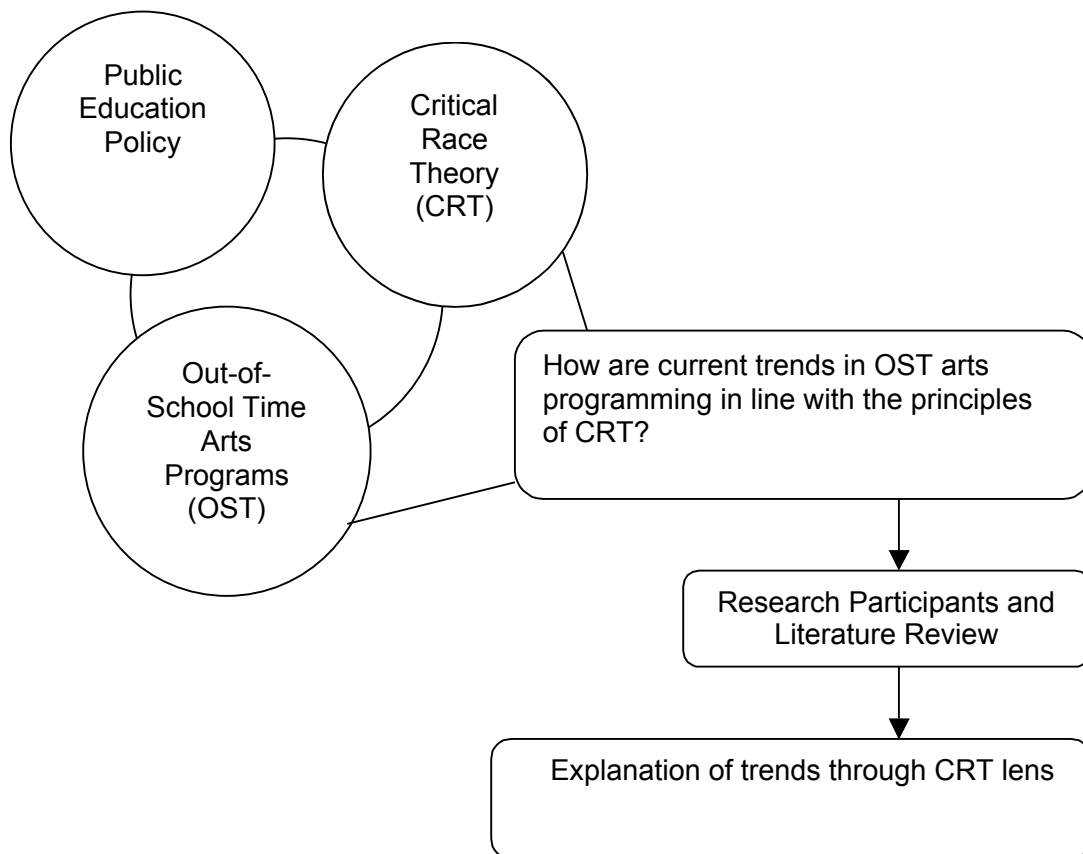 Public
Education
Policy
Critical
Race
Theory
(CRT)
Out-of-
School Time
Arts
Programs
(OST)
How are current trends in OST arts
programming in line with the principles
of CRT?
Research Participants and
Literature Review
Explanation of trends through CRT lens